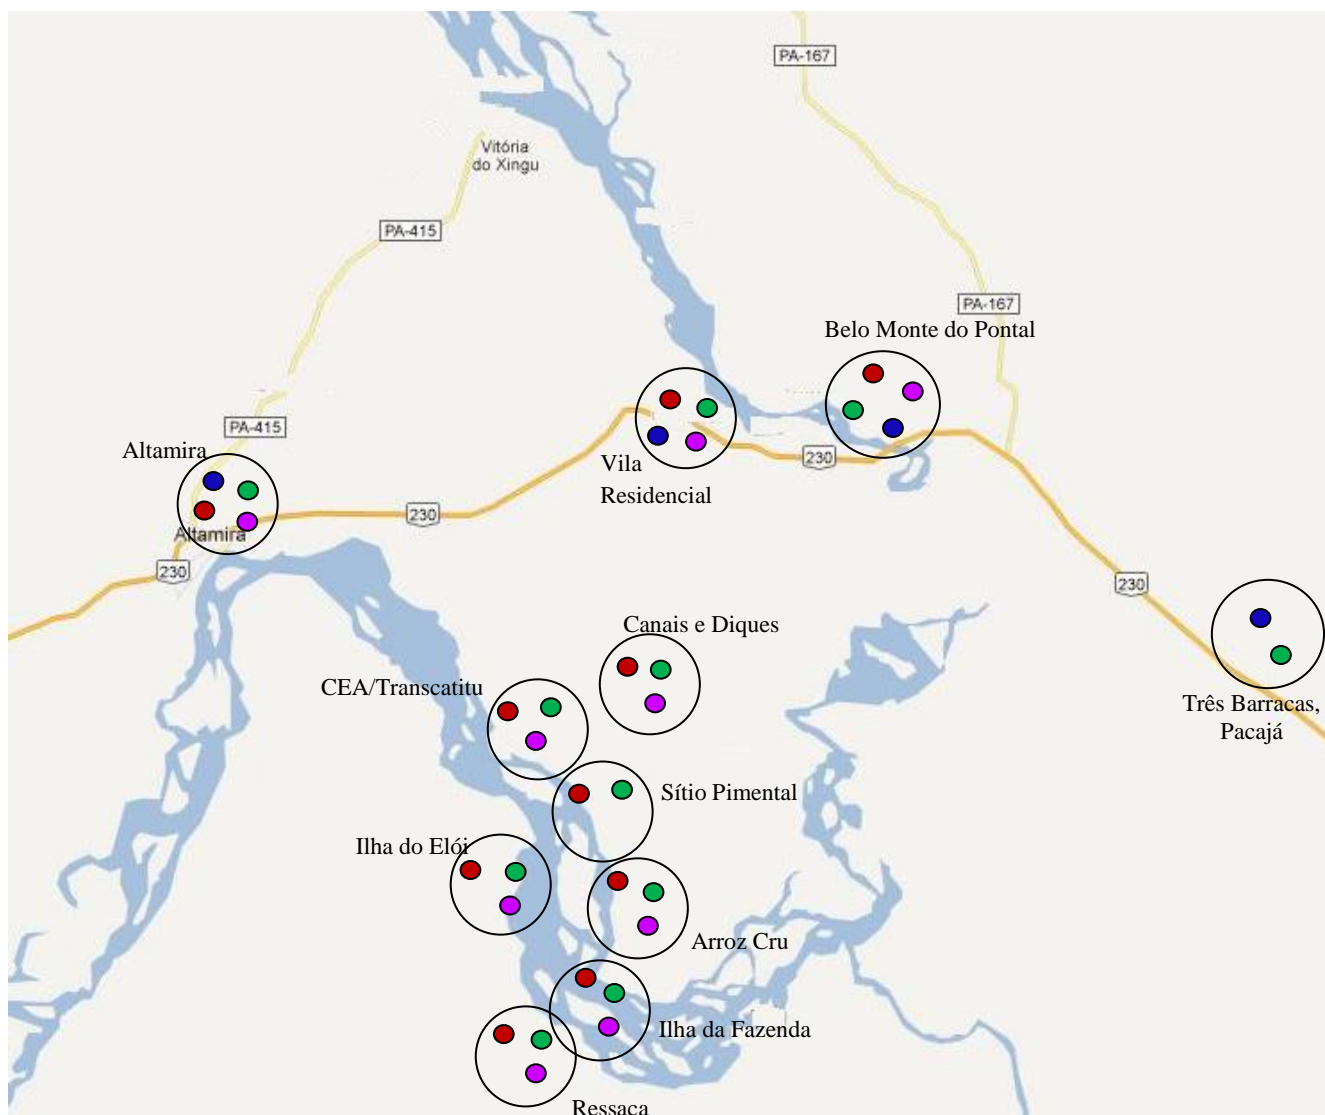 PA-167
Vitória
do Xingu
PA-415
PA-167
Belo Monte do Pontal
PA-415
Altamira
Vila
Residencial
230
230
Altamira
230
230
Canais e Diques
CEA/Transcatitu
Três Barracas,
Pacajá
Sítio Pimental
Ilha do Elói
Arroz Cru
Ilha da Fazenda
Ressaca